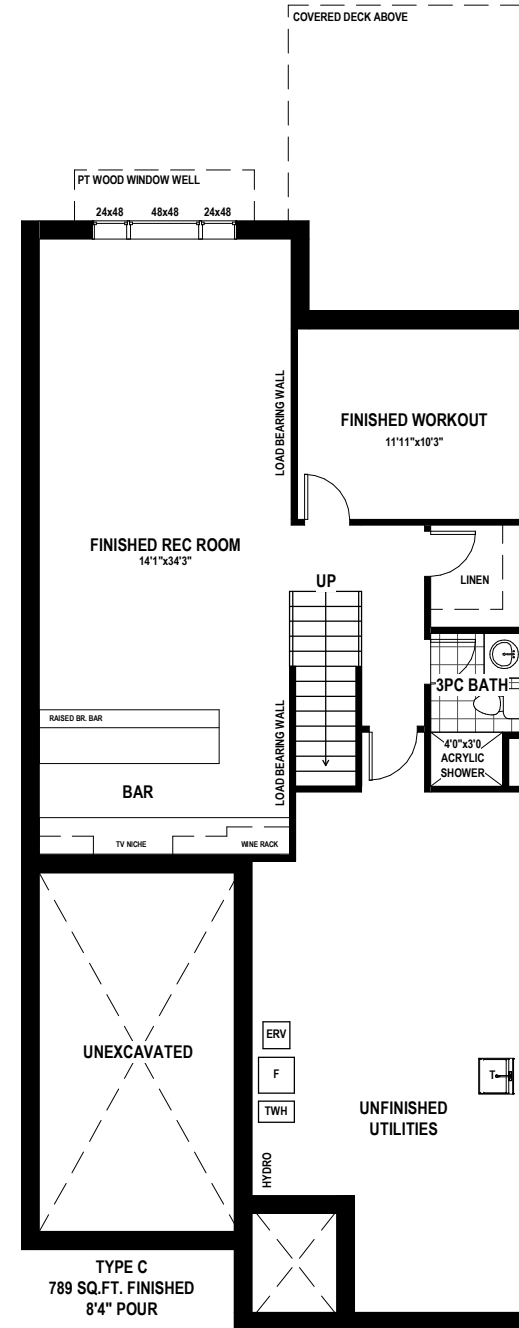 COVERED DECK ABOVE
PT WOOD WINDOW WELL
24x48 48x48 24x48
LOAD BEARING WALL
FINISHED WORKOUT
11'11"x10'3"
FINISHED REC ROOM
14'1"x34'3"
UP
LINEN
3PC BATH
RAISED BR. BAR
LOAD BEARING WALL
4'0"x3'0
ACRYLIC
SHOWER
BAR
TV NICHE
WINE RACK
UNEXCAVATED
ERV
F
TWH
T
UNFINISHED
UTILITIES
HYDRO
TYPE C
789 SQ.FT. FINISHED
8'4" POUR